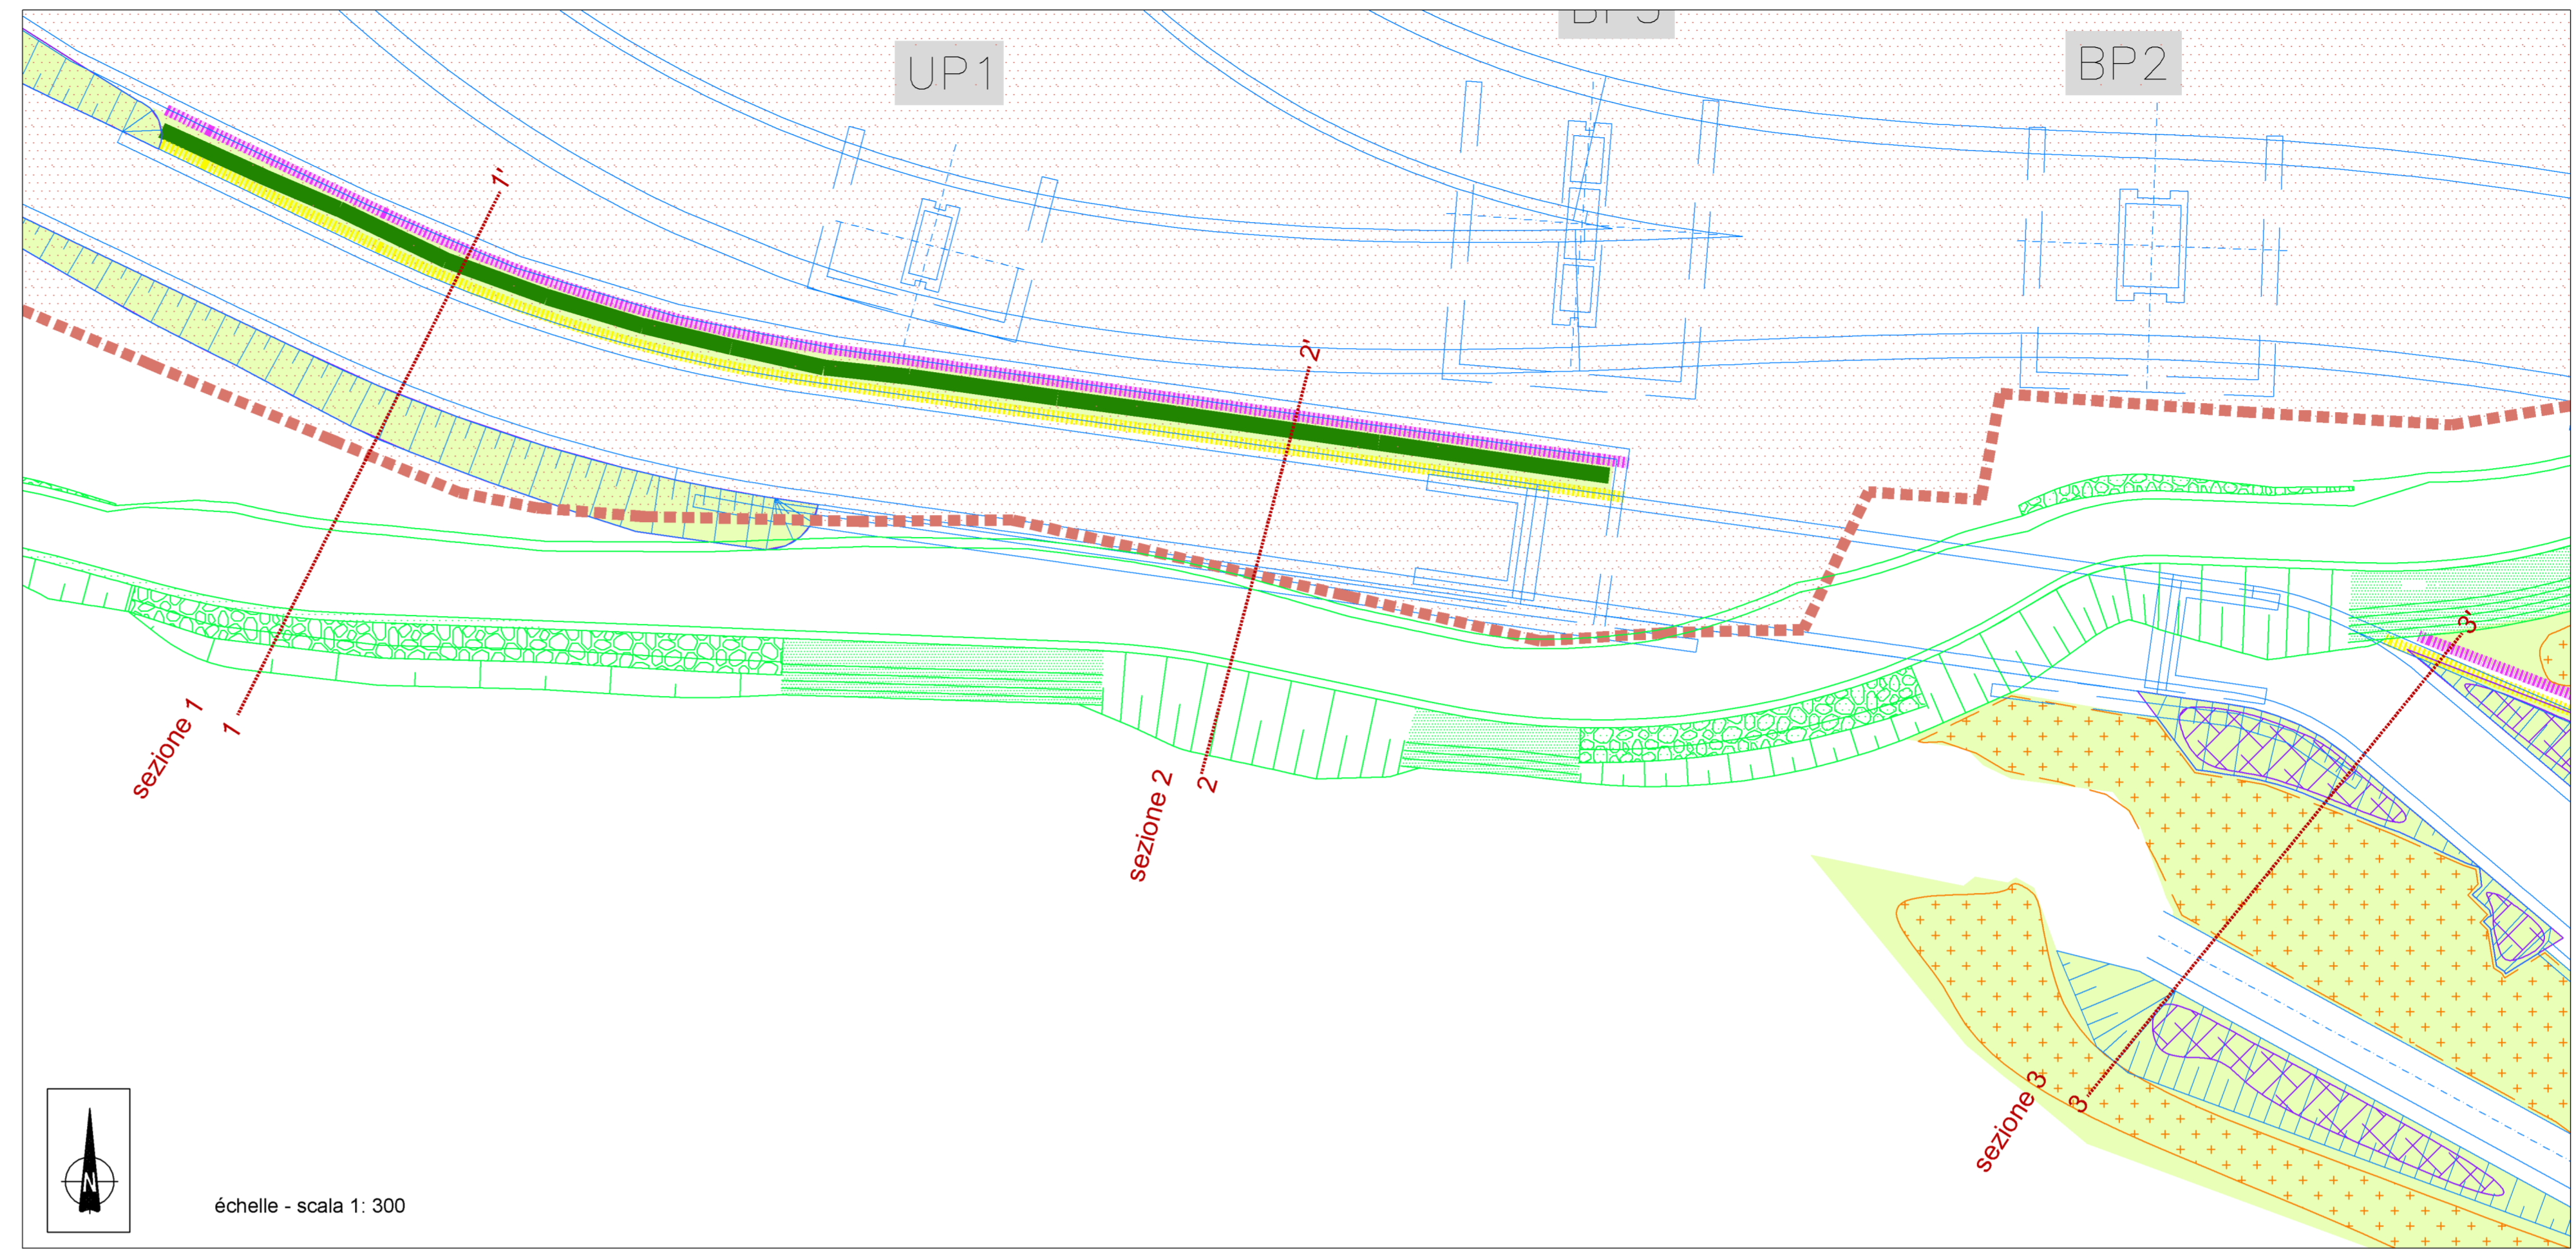 UP1
BP2
1'
2'
3'
sezione 1
1
sezione 2
2
sezione 3
3
N
échelle - scala 1: 300